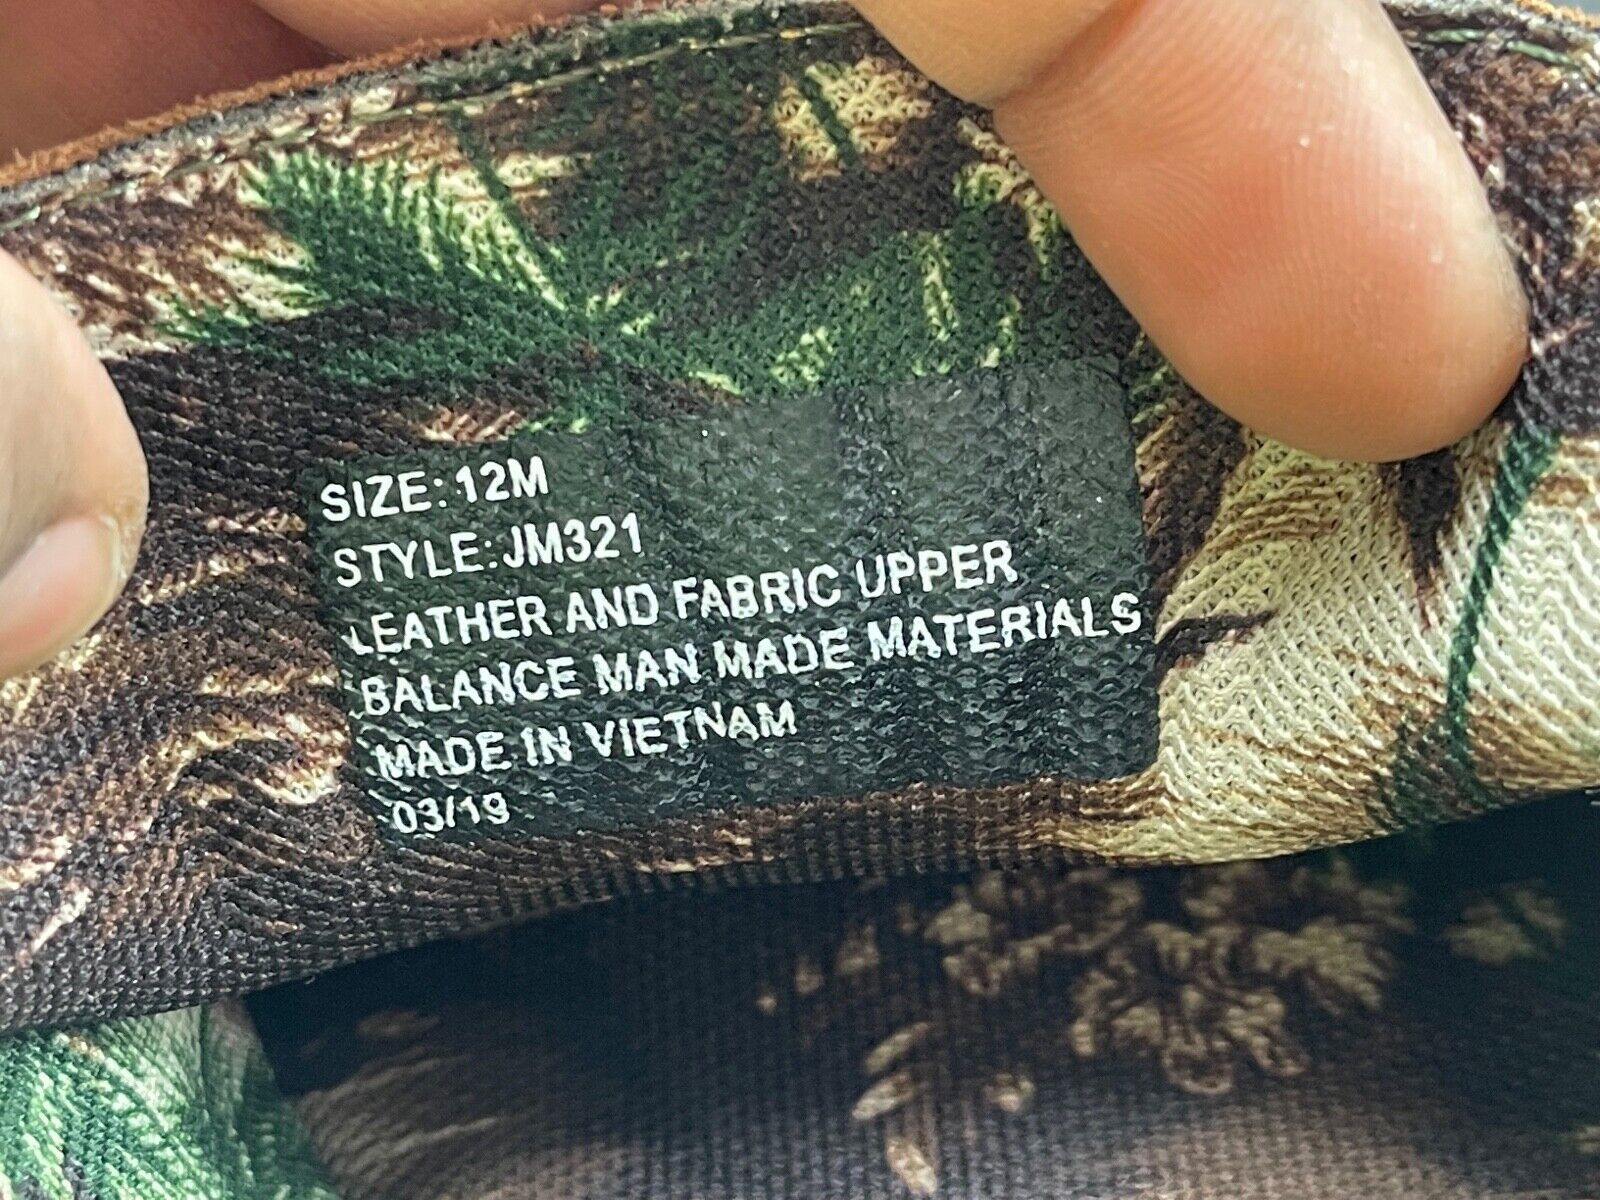 SIZE: 12M
STYLE: JM321
LEATHER AND FABRIC UPPER
BALANCE MAN MADE MATERIALS
MADE IN VIETNAM
03/19